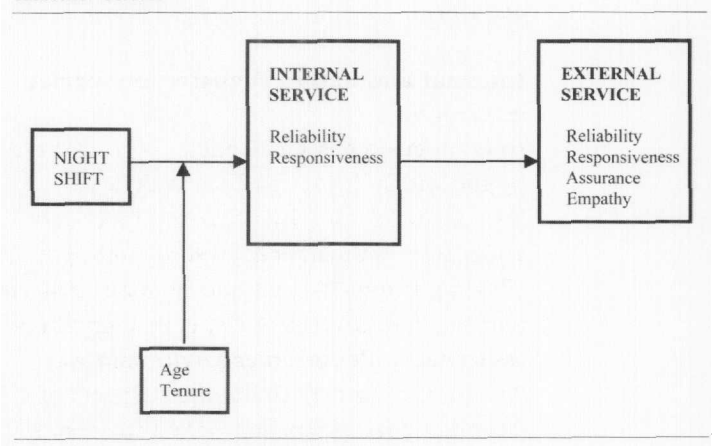 NIGHT
SHIFT
INTERNAL
SERVICE
Reliability
Responsiveness
EXTERNAL
SERVICE
Reliability
Responsiveness
Assurance
Empathy
Age
Tenure